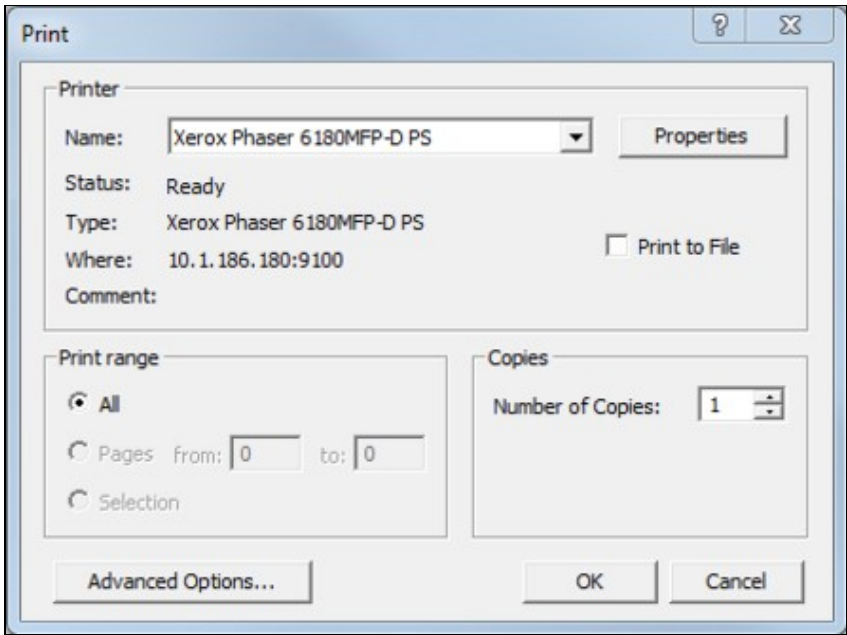 Print
Printer
Name: Xerox Phaser 6180MFP-D PS Properties
Status: Ready
Type: Xerox Phaser 6180MFP-D PS
Where: 10.1.186.180:9100 Print to File
Comment:
Print range
All
Pages from: 0 to: 0
Selection
Copies
Number of Copies: 1
Advanced Options... OK Cancel